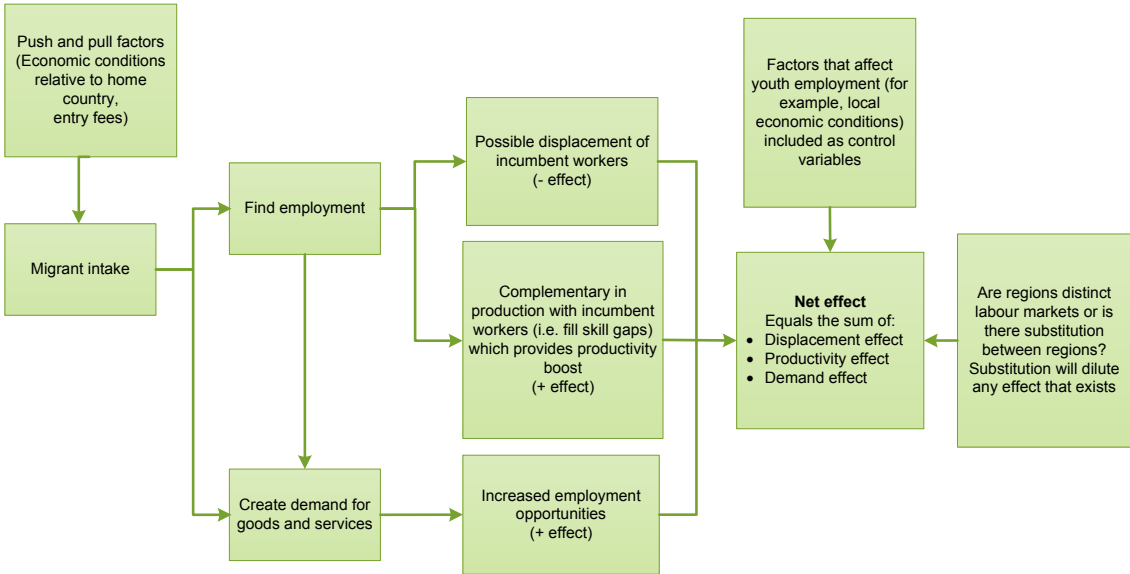 Push and pull factors
(Economic conditions
relative to home
country,
entry fees)
Migrant intake
Find employment
Create demand for
goods and services
Possible displacement of
incumbent workers
(- effect)
Complementary in
production with incumbent
workers (i.e. fill skill gaps)
which provides productivity
boost
(+ effect)
Increased employment
opportunities
(+ effect)
Factors that affect
youth employment (for
example, local
economic conditions)
included as control
variables
Net effect
Equals the sum of:
• Displacement effect
• Productivity effect
• Demand effect
Are regions distinct
labour markets or is
there substitution
between regions?
Substitution will dilute
any effect that exists